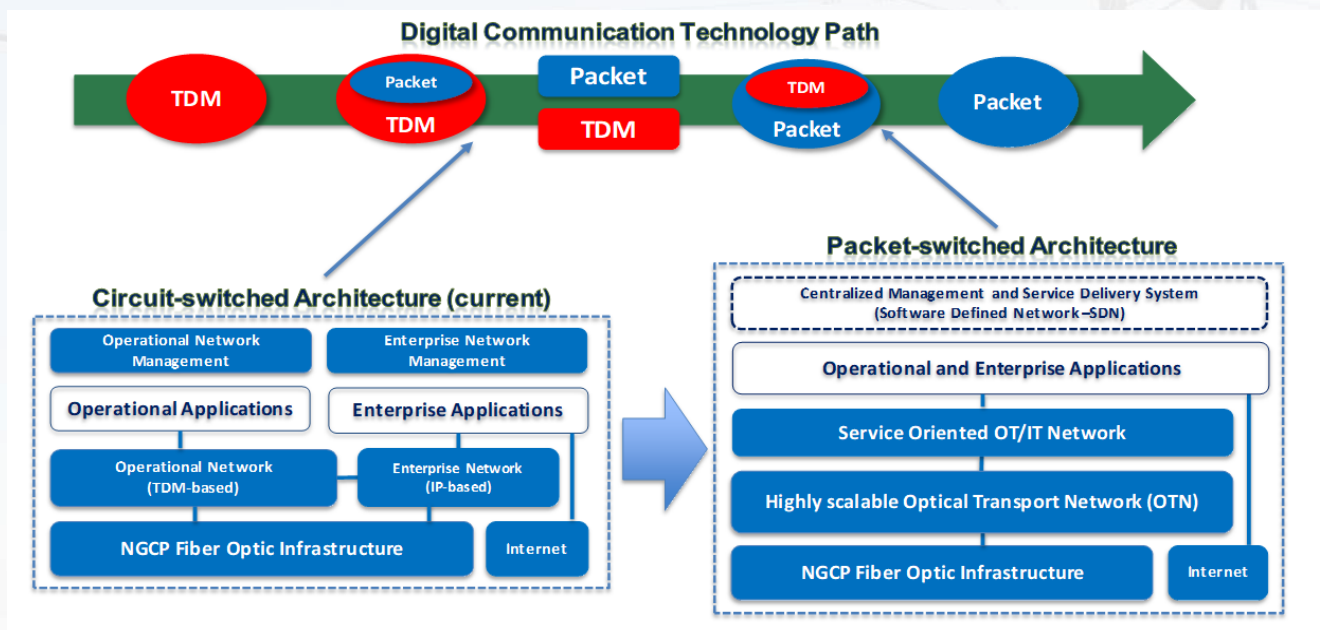 Digital Communication Technology Path
TDM
Packet
TDM
Packet
TDM
TDM
Packet
Packet
Circuit-switched Architecture (current)
Operational Network
Management
Enterprise Network
Management
Operational Applications
Enterprise Applications
Operational Network
(TDM-based)
Enterprise Network
(IP-based)
NGCP Fiber Optic Infrastructure
Internet
Packet-switched Architecture
Centralized Management and Service Delivery System
(Software Defined Network–SDN)
Operational and Enterprise Applications
Service Oriented OT/IT Network
Highly scalable Optical Transport Network (OTN)
NGCP Fiber Optic Infrastructure
Internet